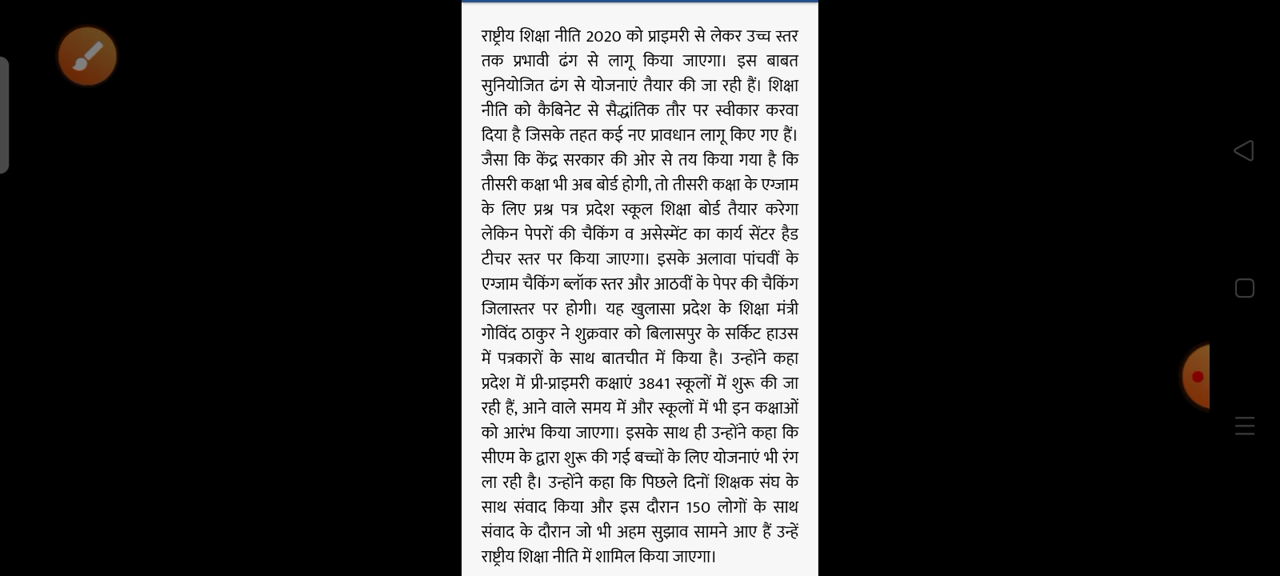 राष्ट्रीय शिक्षा नीति 2020 को प्राइमरी से लेकर उच्च स्तर
तक प्रभावी ढंग से लागू किया जाएगा। इस बाबत
सुनियोजित ढंग से योजनाएं तैयार की जा रही हैं। शिक्षा
नीति को कैबिनेट से सैद्धांतिक तौर पर स्वीकार करवा
दिया है जिसके तहत कई नए प्रावधान लागू किए गए हैं।
जैसा कि केंद्र सरकार की ओर से तय किया गया है कि
तीसरी कक्षा भी अब बोर्ड होगी, तो तीसरी कक्षा के एग्जाम
के लिए प्रश्न पत्र प्रदेश स्कूल शिक्षा बोर्ड तैयार करेगा
लेकिन पेपरों की चैकिंग व असेस्मेंट का कार्य सेंटर हैड
टीचर स्तर पर किया जाएगा। इसके अलावा पांचवीं के
एग्जाम चैकिंग ब्लॉक स्तर और आठवीं के पेपर की चैकिंग
जिलास्तर पर होगी। यह खुलासा प्रदेश के शिक्षा मंत्री
गोविंद ठाकुर ने शुक्रवार को बिलासपुर के सर्किट हाउस
में पत्रकारों के साथ बातचीत में किया है। उन्होंने कहा
प्रदेश में प्री-प्राइमरी कक्षाएं 3841 स्कूलों में शुरू की जा
रही हैं, आने वाले समय में और स्कूलों में भी इन कक्षाओं
को आरंभ किया जाएगा। इसके साथ ही उन्होंने कहा कि
सीएम के द्वारा शुरू की गई बच्चों के लिए योजनाएं भी रंग
ला रही है। उन्होंने कहा कि पिछले दिनों शिक्षक संघ के
साथ संवाद किया और इस दौरान 150 लोगों के साथ
संवाद के दौरान जो भी अहम सुझाव सामने आए हैं उन्हें
राष्ट्रीय शिक्षा नीति में शामिल किया जाएगा।